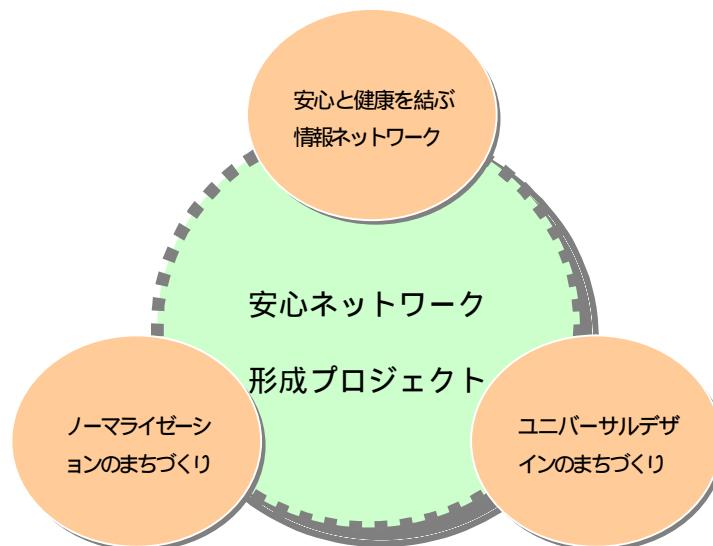 安心と健康を結ぶ
情報ネットワーク
安心ネットワーク
形成プロジェクト
ノーマライゼーシ
ョンのまちづくり
ユニバーサルデザ
インのまちづくり